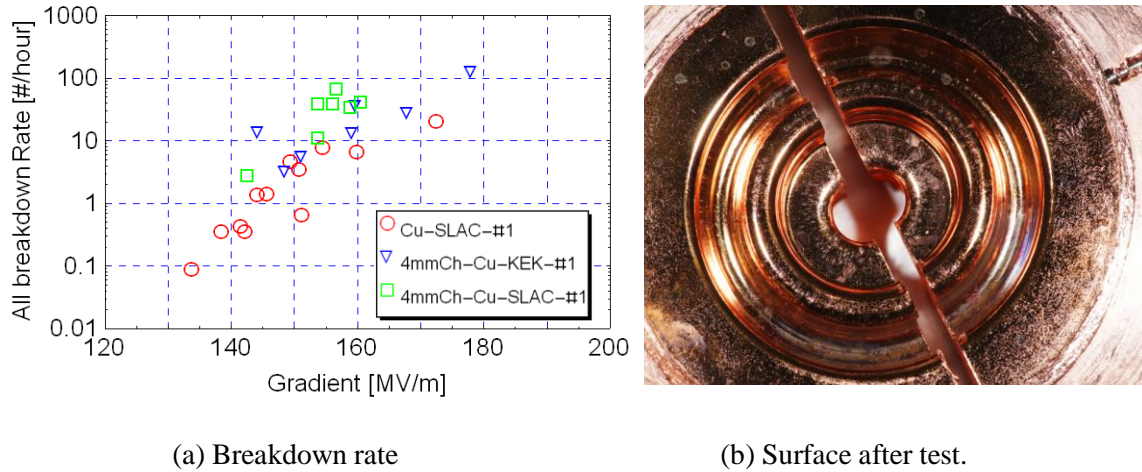 1000
100
10
1
0.1
0.01
All breakdown Rate [#/hour]
Cu−SLAC−#1
4mmCh−Cu−KEK−#1
4mmCh−Cu−SLAC−#1
120 140 160 180 200
Gradient [MV/m]
(a) Breakdown rate (b) Surface after test.